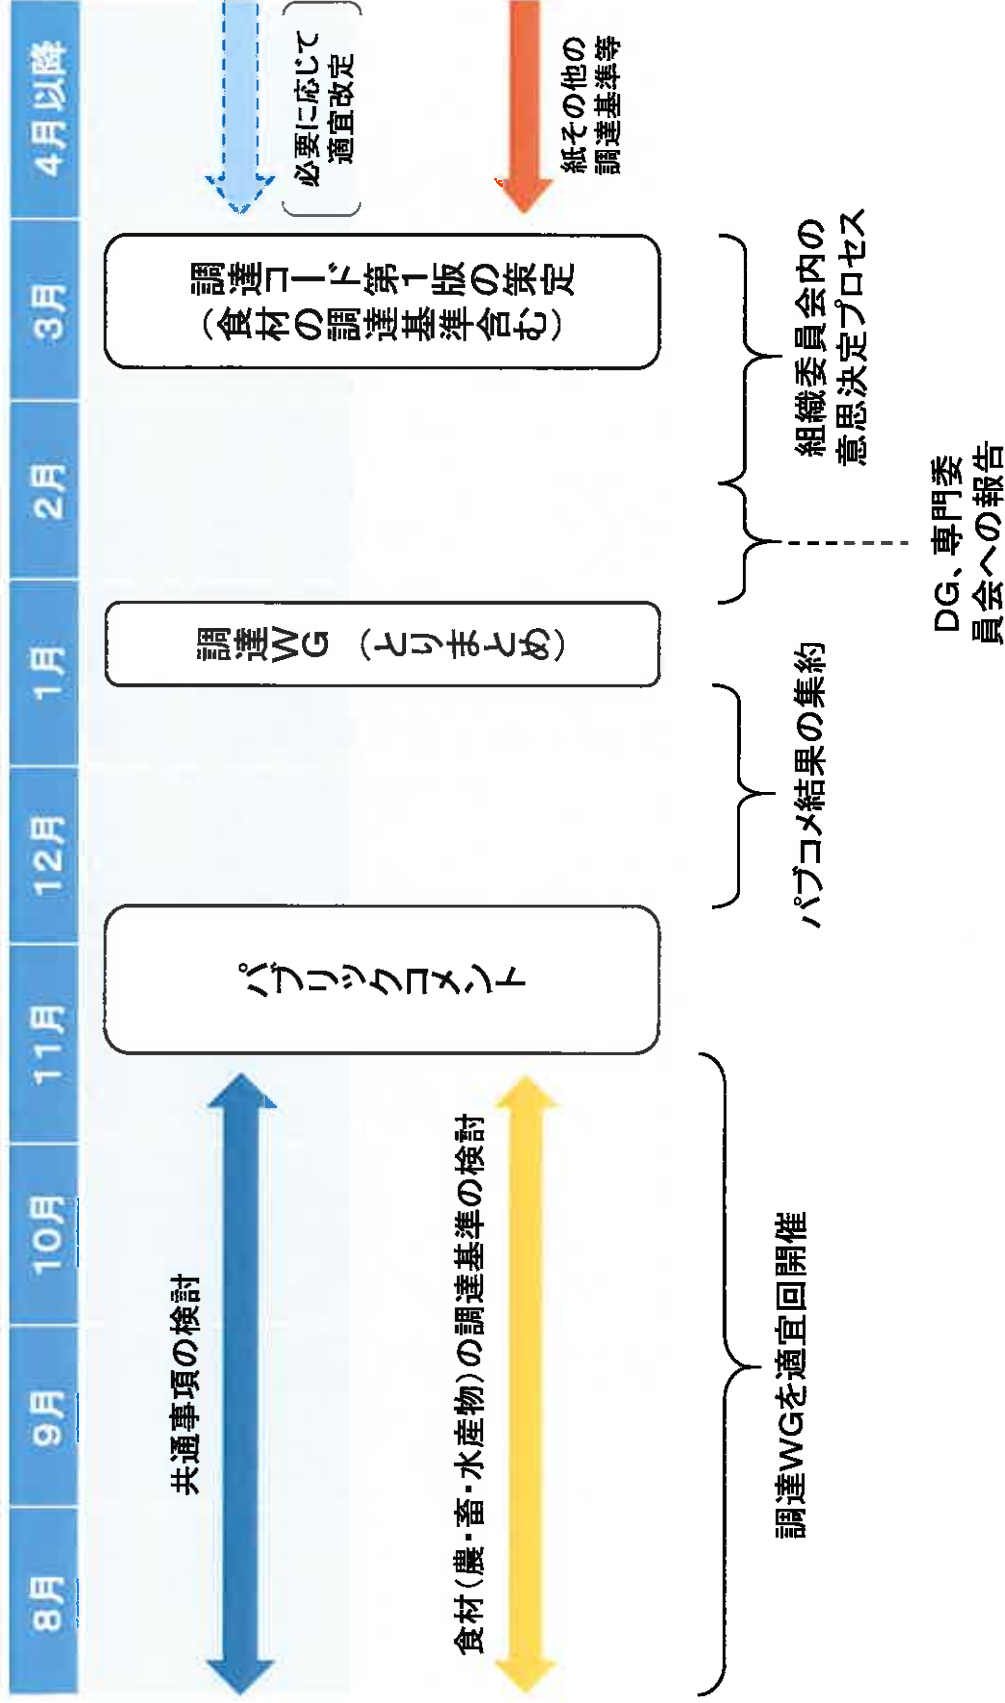 8月
9月
10月
11月
12月
1月
2月
3月
4月以降
共通事項の検討
食材（農・畜・水産物）の調達基準の検討
調達WGを適宜回開催
パブリックコメント
パブコメ結果の集約
調達WG （とりまとめ）
DG、専門委
員会への報告
調達コード第1版の策定
（食材の調達基準含む）
組織委員会内の
意思決定プロセス
必要に応じて
適宜改定
紙その他の
調達基準等